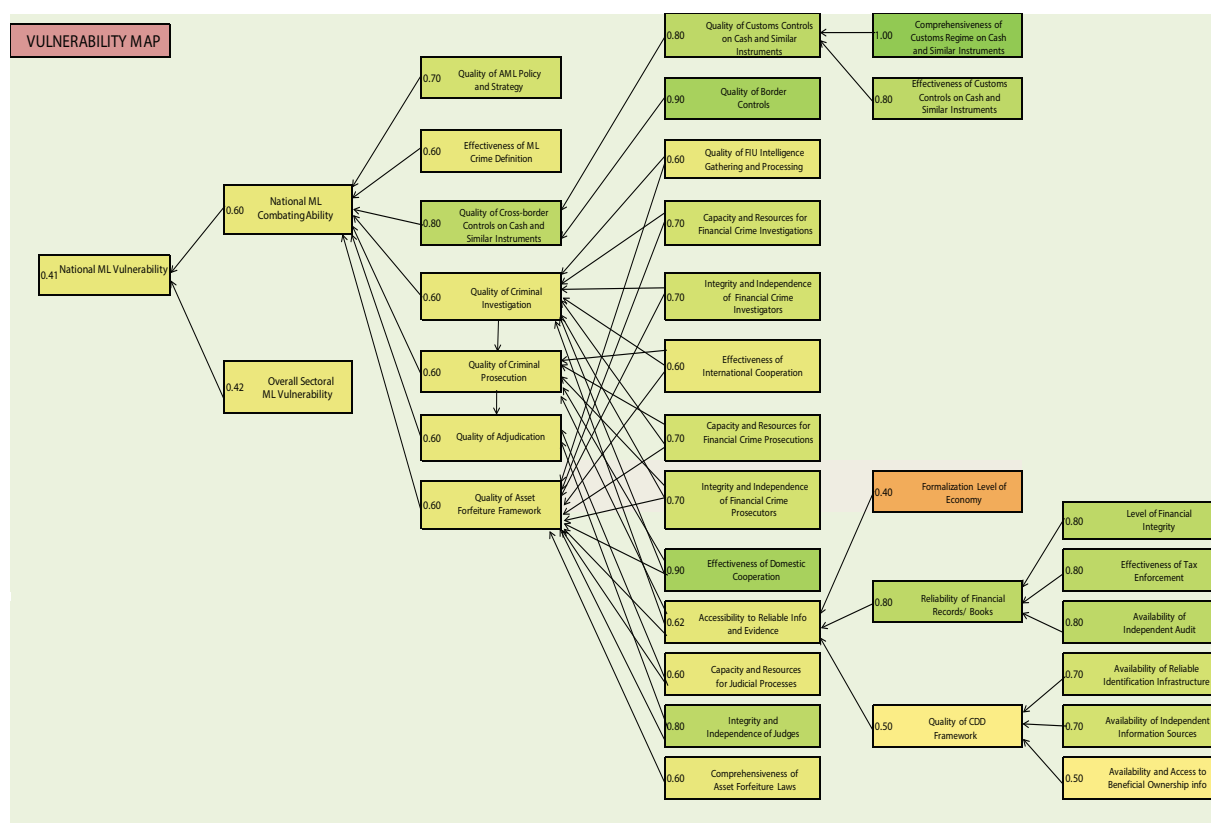 VULNERABILITY MAP
0.41 National ML Vulnerability
0.60 National ML
Combating Ability
0.42 Overall Sectoral
ML Vulnerability
0.70 Quality of AML Policy
and Strategy
0.60 Effectiveness of ML
Crime Definition
0.80 Quality of Cross-border
Controls on Cash and
Similar Instruments
0.60 Quality of Criminal
Investigation
0.60 Quality of Criminal
Prosecution
0.60 Quality of Adjudication
0.60 Quality of Asset
Forfeiture Framework
0.80 Quality of Customs Controls
on Cash and Similar
Instruments
0.90 Quality of Border
Controls
0.60 Quality of FIU Intelligence
Gathering and Processing
0.70 Capacity and Resources for
Financial Crime Investigations
0.70 Integrity and Independence
of Financial Crime
Investigators
0.60 Effectiveness of
International Cooperation
0.70 Capacity and Resources for
Financial Crime Prosecutions
0.70 Integrity and Independence
of Financial Crime
Prosecutors
0.90 Effectiveness of Domestic
Cooperation
0.62 Accessibility to Reliable Info
and Evidence
0.60 Capacity and Resources
for Judicial Processes
0.80 Integrity and
Independence of Judges
0.60 Comprehensiveness of
Asset Forfeiture Laws
1.00 Comprehensiveness of
Customs Regime on Cash
and Similar Instruments
0.80 Effectiveness of Customs
Controls on Cash and
Similar Instruments
0.40 Formalization Level of
Economy
0.80 Reliability of Financial
Records/ Books
0.50 Quality of CDD
Framework
0.80 Level of Financial
Integrity
0.80 Effectiveness of Tax
Enforcement
0.80 Availability of
Independent Audit
0.70 Availability of Reliable
Identification Infrastructure
0.70 Availability of Independent
Information Sources
0.50 Availability and Access to
Beneficial Ownership info